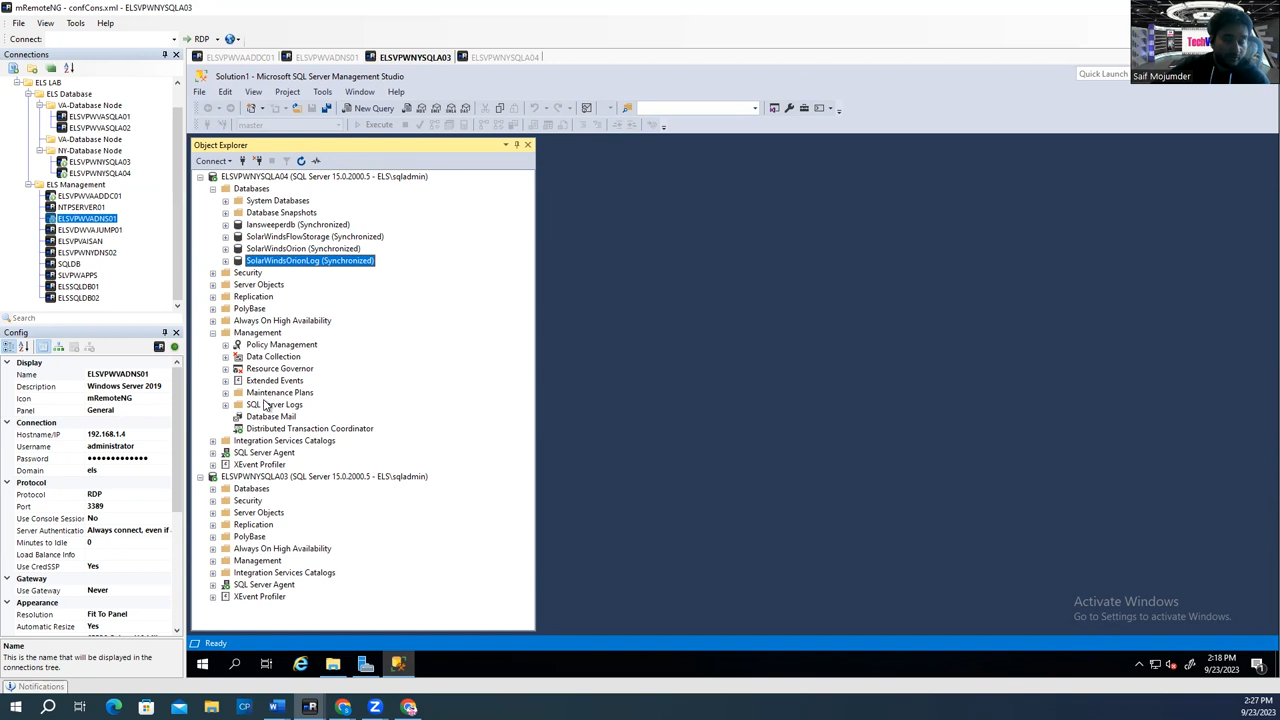 mRemoteNG - confCons.xml - ELSVPWNYSQLA03
File View Tools Help
Connect: RDP
Connections
ELS LAB
ELS Database
VA-Database Node
ELSVPWVASQLA01
ELSVPWVASQLA02
VA-Database Node
NY-Database Node
ELSVPWNYSQLA03
ELSVPWNYSQLA04
ELS Management
ELSVPWVAADDC01
NTPSERVER01
ELSVPWVADNS01
ELSVDWVAJUMP01
ELSVPVAISAN
ELSVPWNYDNS02
SQLDB
SLVPWAPPS
ELSSQLDB01
ELSSQLDB02
Search
Config
Display
Name ELSVPWVADNS01
Description Windows Server 2019
Icon mRemoteNG
Panel General
Connection
Hostname/IP 192.168.1.4
Username administrator
Password ●●●●●●●●●●●●●
Domain els
Protocol
Protocol RDP
Port 3389
Use Console Session No
Server Authentication Always connect, even if
Minutes to Idle 0
Load Balance Info
Use CredSSP Yes
Gateway
Use Gateway Never
Appearance
Resolution Fit To Panel
Automatic Resize Yes
Name
This is the name that will be displayed in the
connections tree.
Notifications
ELSVPWVAADDC01 ELSVPWVADNS01 ELSVPWNYSQLA03 ELSVPWNYSQLA04
Solution1 - Microsoft SQL Server Management Studio
Quick Launch
File Edit View Project Tools Window Help
New Query
master Execute
Object Explorer
Connect
ELSVPWNYSQLA04 (SQL Server 15.0.2000.5 - ELS\sqladmin)
Databases
System Databases
Database Snapshots
lansweeperdb (Synchronized)
SolarWindsFlowStorage (Synchronized)
SolarWindsOrion (Synchronized)
SolarWindsOrionLog (Synchronized)
Security
Server Objects
Replication
PolyBase
Always On High Availability
Management
Policy Management
Data Collection
Resource Governor
Extended Events
Maintenance Plans
SQL Server Logs
Database Mail
Distributed Transaction Coordinator
Integration Services Catalogs
SQL Server Agent
XEvent Profiler
ELSVPWNYSQLA03 (SQL Server 15.0.2000.5 - ELS\sqladmin)
Databases
Security
Server Objects
Replication
PolyBase
Always On High Availability
Management
Integration Services Catalogs
SQL Server Agent
XEvent Profiler
Ready
Saif Mojumder
Activate Windows
Go to Settings to activate Windows.
2:18 PM
9/23/2023
2:27 PM
9/23/2023